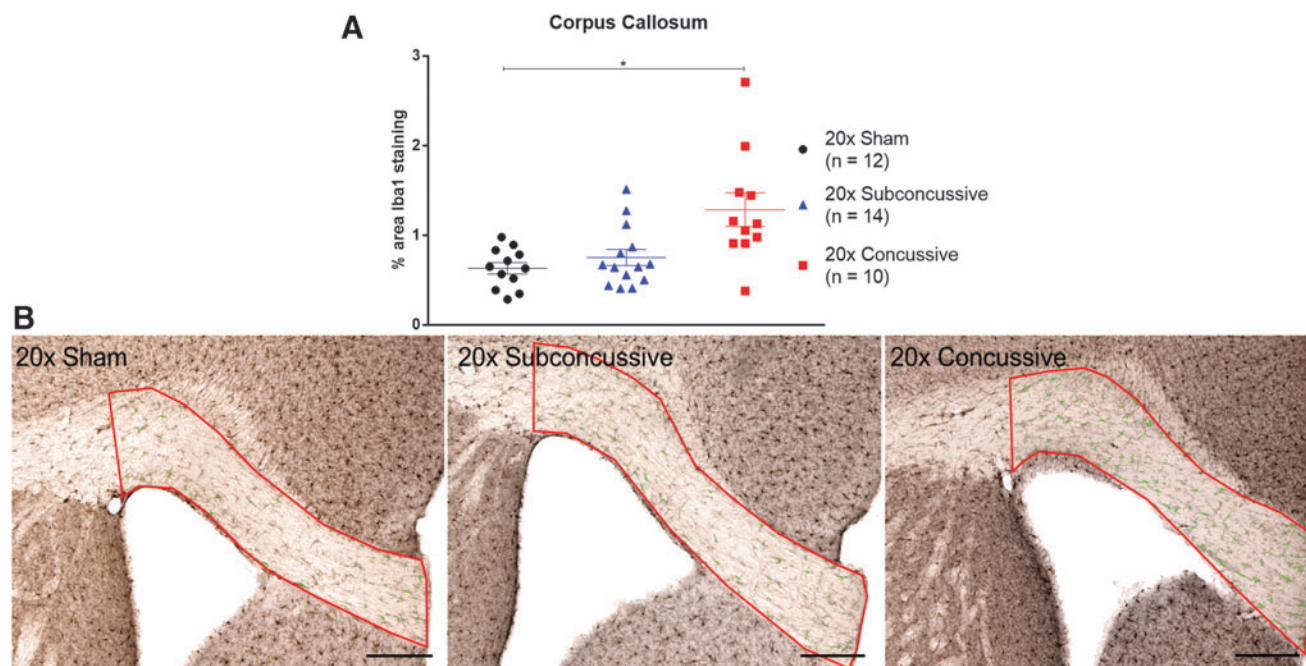 A
Corpus Callosum
% area Iba1 staining
3
2
1
0
*
20x Sham
(n = 12)
20x Subconcussive
(n = 14)
20x Concussive
(n = 10)
B
20x Sham
20x Subconcussive
20x Concussive